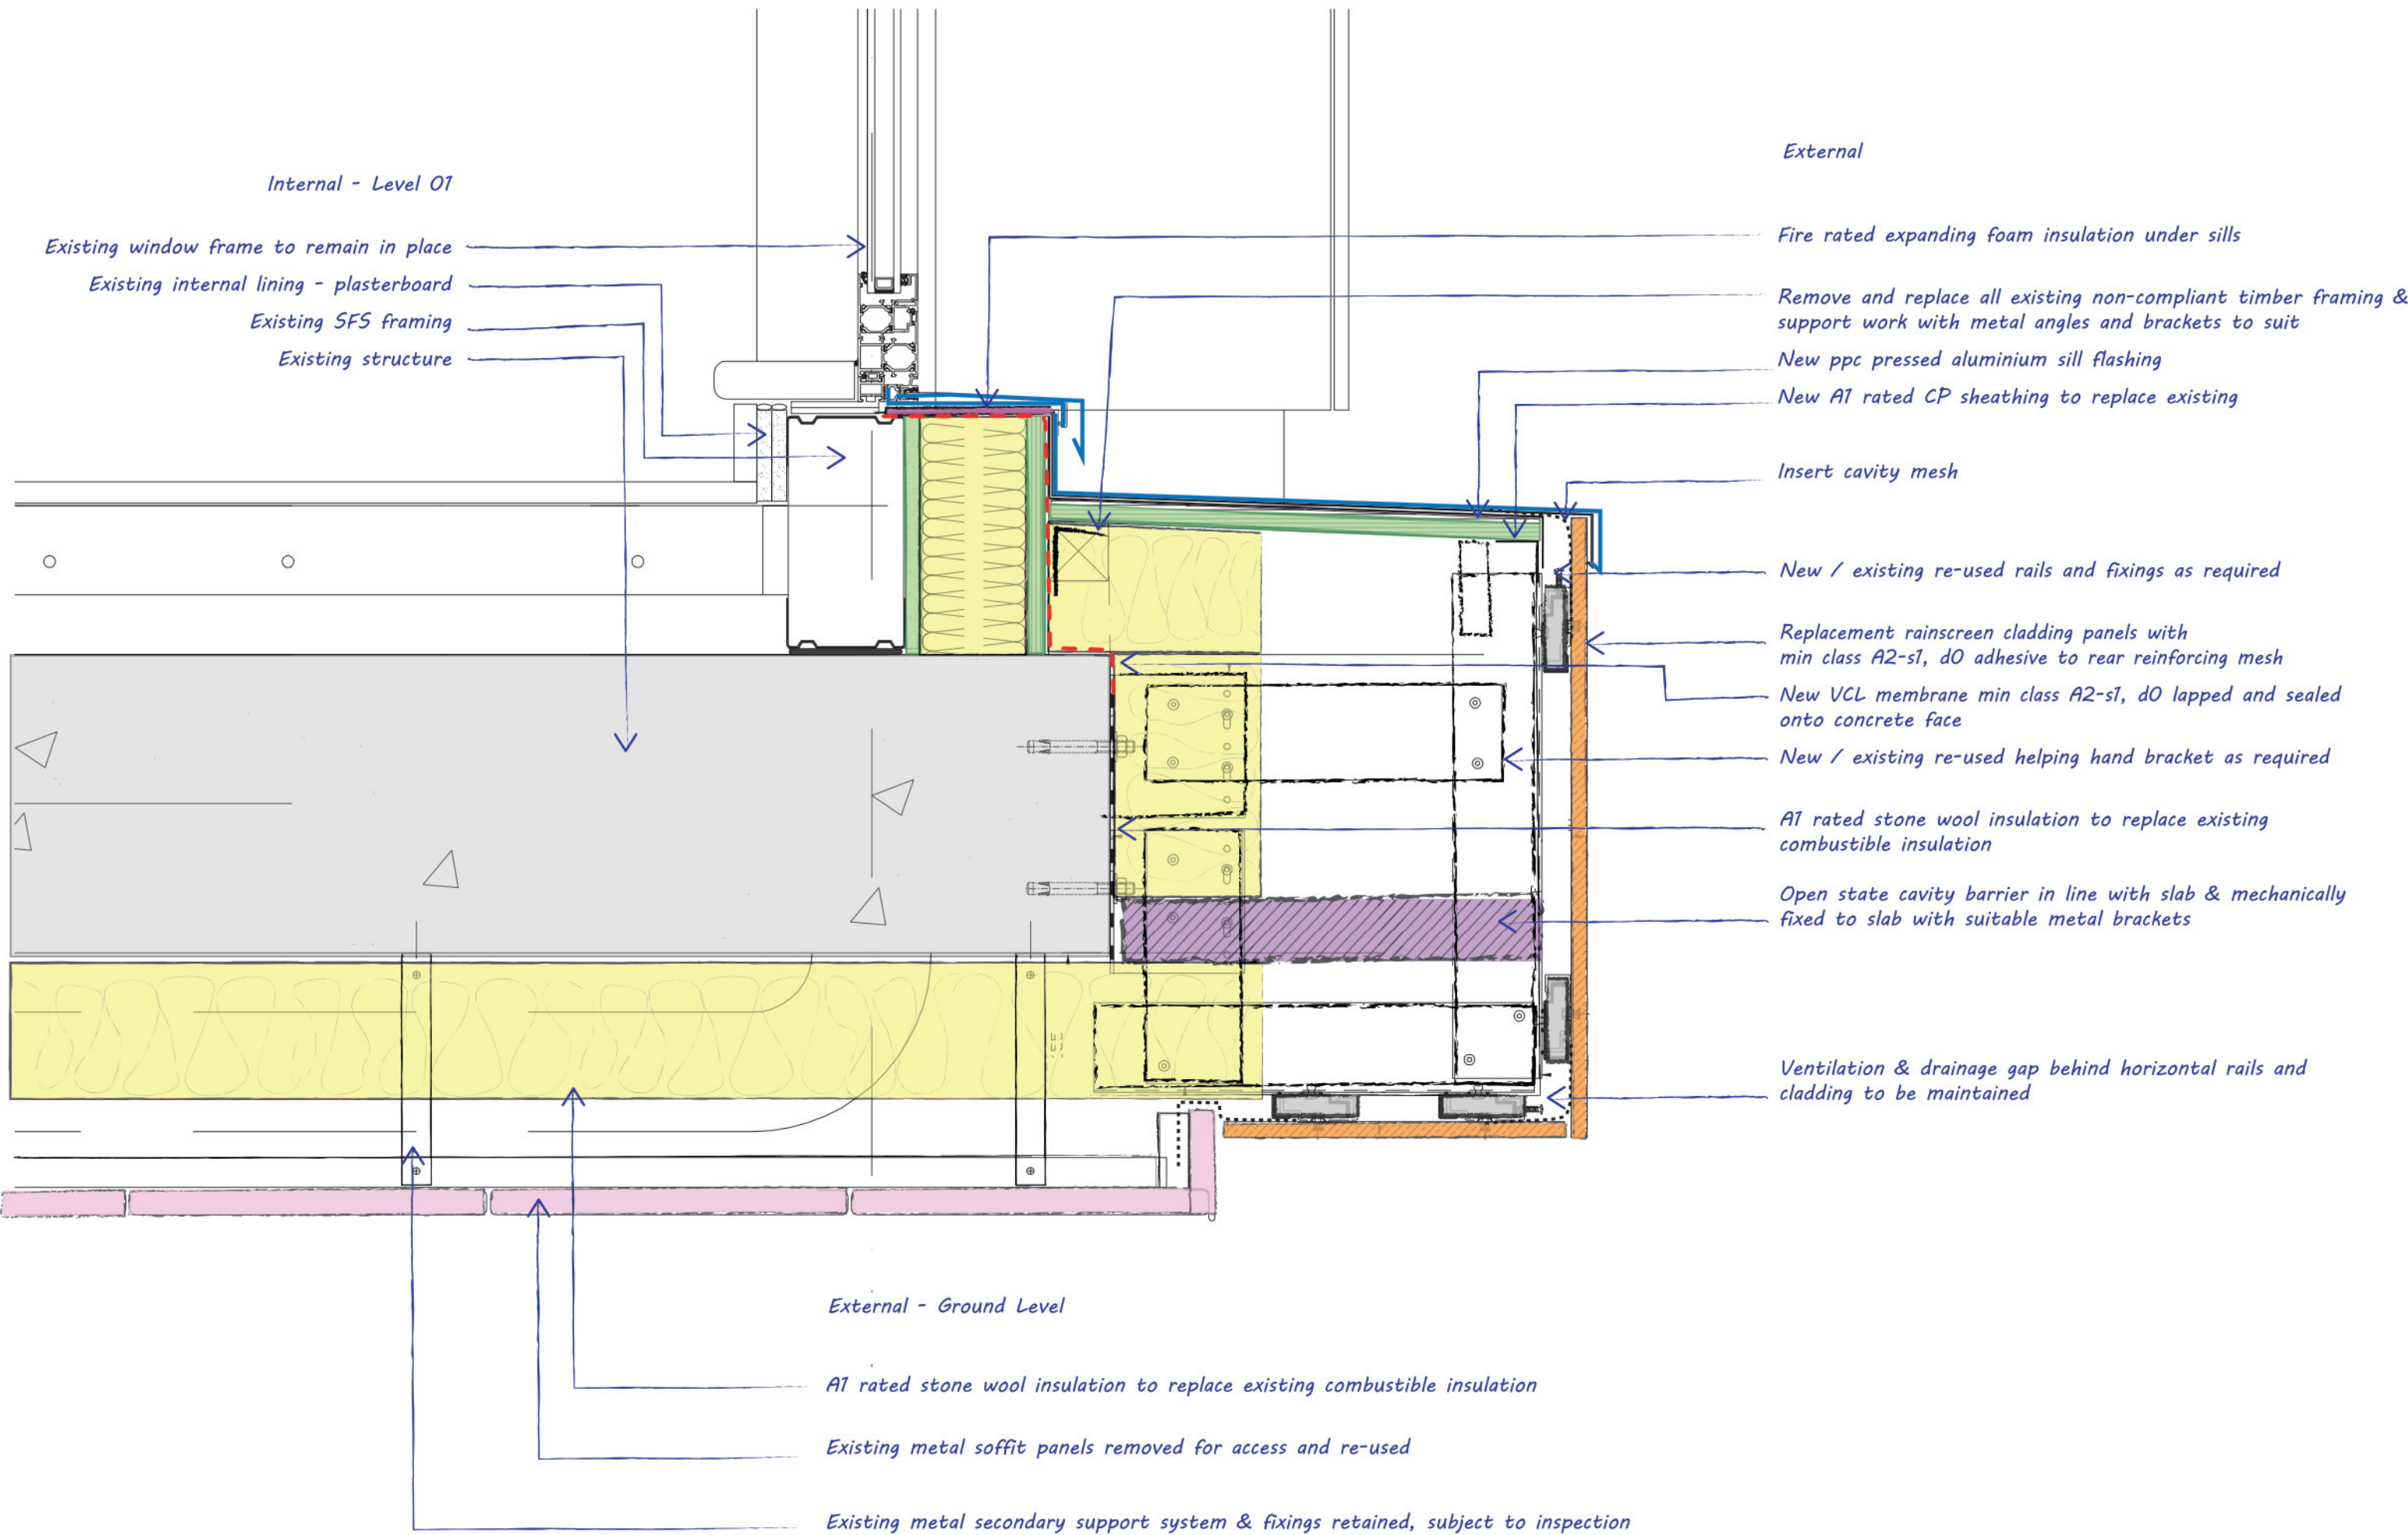 Internal - Level 01
Existing window frame to remain in place
Existing internal lining - plasterboard
Existing SFS framing
Existing structure
External
Fire rated expanding foam insulation under sills
Remove and replace all existing non-compliant timber framing &
support work with metal angles and brackets to suit
New ppc pressed aluminium sill flashing
New A1 rated CP sheathing to replace existing
Insert cavity mesh
New / existing re-used rails and fixings as required
Replacement rainscreen cladding panels with
min class A2-s1, d0 adhesive to rear reinforcing mesh
New VCL membrane min class A2-s1, d0 lapped and sealed
onto concrete face
New / existing re-used helping hand bracket as required
A1 rated stone wool insulation to replace existing
combustible insulation
Open state cavity barrier in line with slab & mechanically
fixed to slab with suitable metal brackets
Ventilation & drainage gap behind horizontal rails and
cladding to be maintained
External - Ground Level
A1 rated stone wool insulation to replace existing combustible insulation
Existing metal soffit panels removed for access and re-used
Existing metal secondary support system & fixings retained, subject to inspection